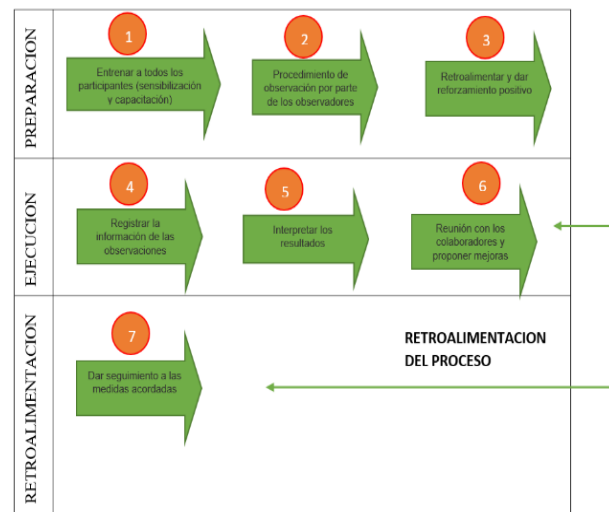 PREPARACION
1
Entrenar a todos los
participantes (sensibilización
y capacitación)
2
Procedimiento de
observación por parte
de los observadores
3
Retroalimentar y dar
reforzamiento positivo
EJECUCION
4
Registrar la
información de las
observaciones
5
Interpretar los
resultados
6
Reunión con los
colaboradores y
proponer mejoras
RETROALIMENTACION
7
Dar seguimiento a las
medidas acordadas
RETROALIMENTACION
DEL PROCESO